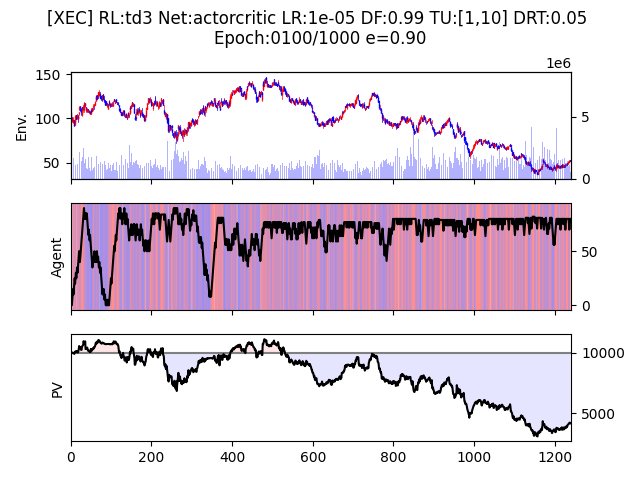 [XEC] RL:td3 Net:actorcritic LR:1e-05 DF:0.99 TU:[1,10] DRT:0.05
Epoch:0100/1000 e=0.90
1e6
150
100
50
Env.
5
0
Agent
50
0
PV
10000
5000
0 200 400 600 800 1000 1200